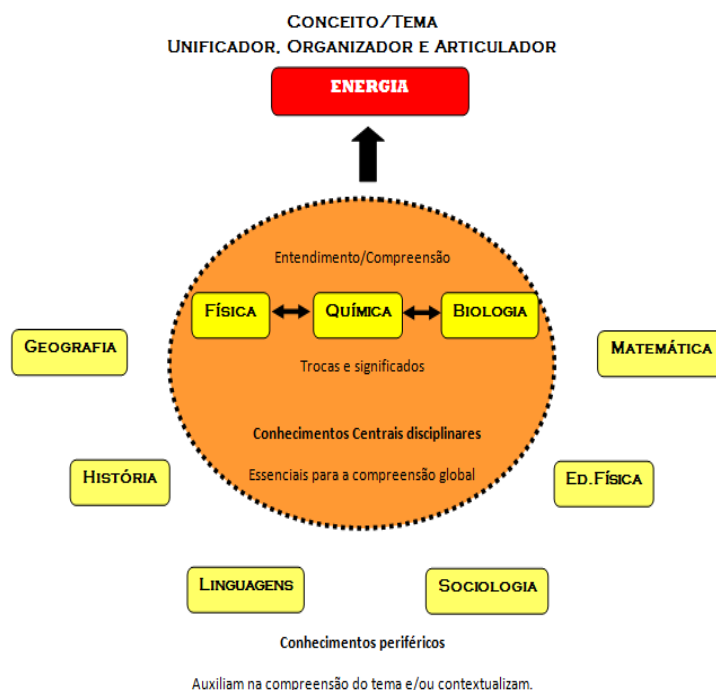 CONCEITO/TEMA
UNIFICADOR, ORGANIZADOR E ARTICULADOR
ENERGIA
Entendimento/Compreensão
FÍSICA
QUÍMICA
BIOLOGIA
GEOGRAFIA
Trocas e significados
MATEMÁTICA
Conhecimentos Centrais disciplinares
HISTÓRIA
Essenciais para a compreensão global
ED.FÍSICA
LINGUAGENS
SOCIOLOGIA
Conhecimentos periféricos
Auxiliam na compreensão do tema e/ou contextualizam.